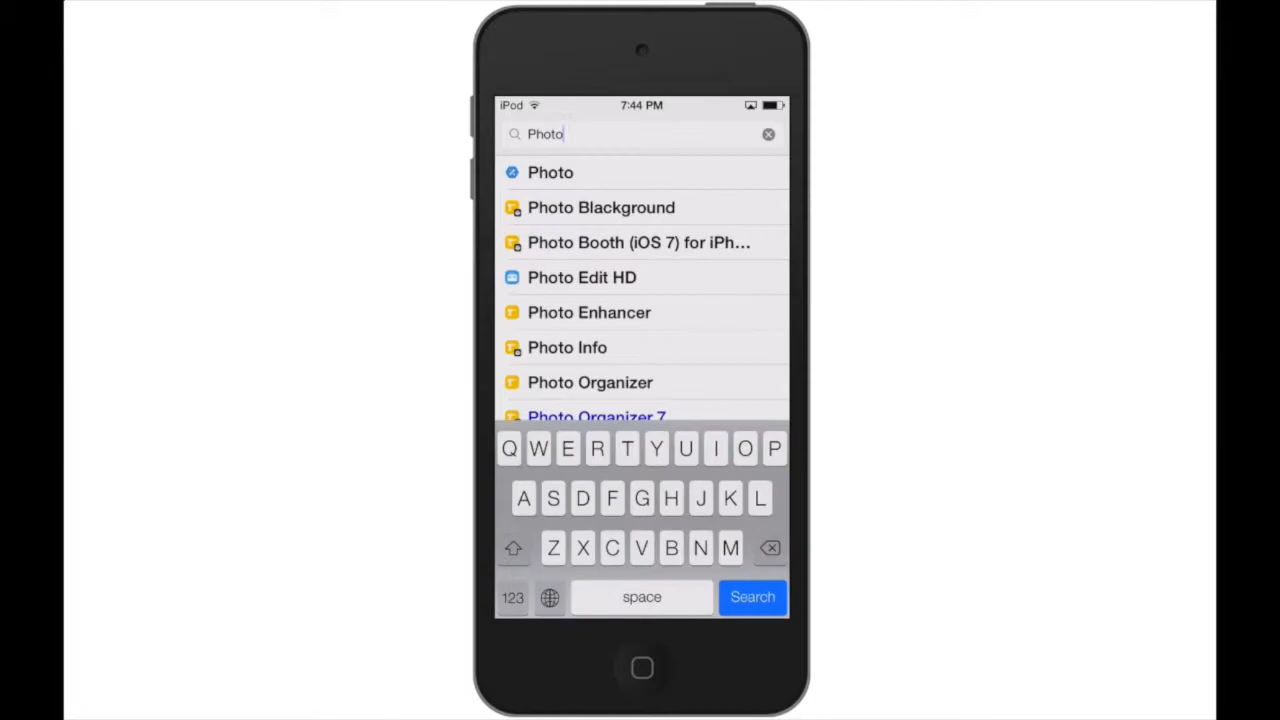 iPod 7:44 PM
Photo
Photo
Photo Blackground
Photo Booth (iOS 7) for iPh...
Photo Edit HD
Photo Enhancer
Photo Info
Photo Organizer
Photo Organizer 7
Q W E R T Y U I O P
A S D F G H J K L
Z X C V B N M
123 space Search